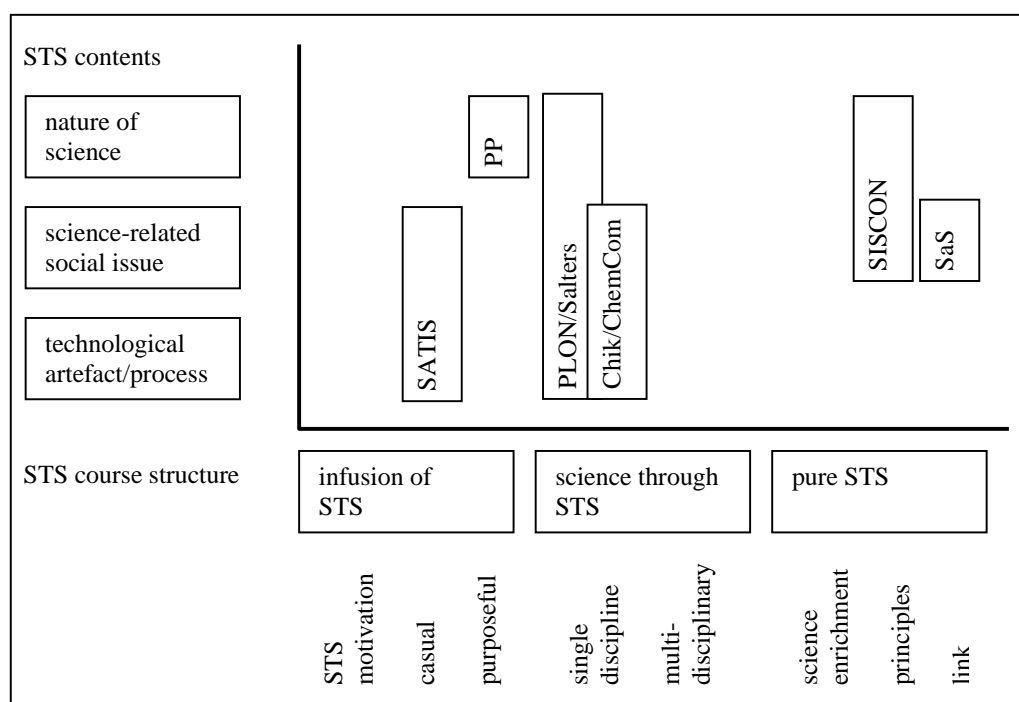 STS contents
nature of
science
science-related
social issue
technological
artefact/process
SATIS
PP
PLON/Salters
Chik/ChemCom
SISCON
SaS
STS course structure
infusion of
STS
science through
STS
pure STS
STS
motivation
casual
purposeful
single
discipline
multi-
disciplinary
science
enrichment
principles
link